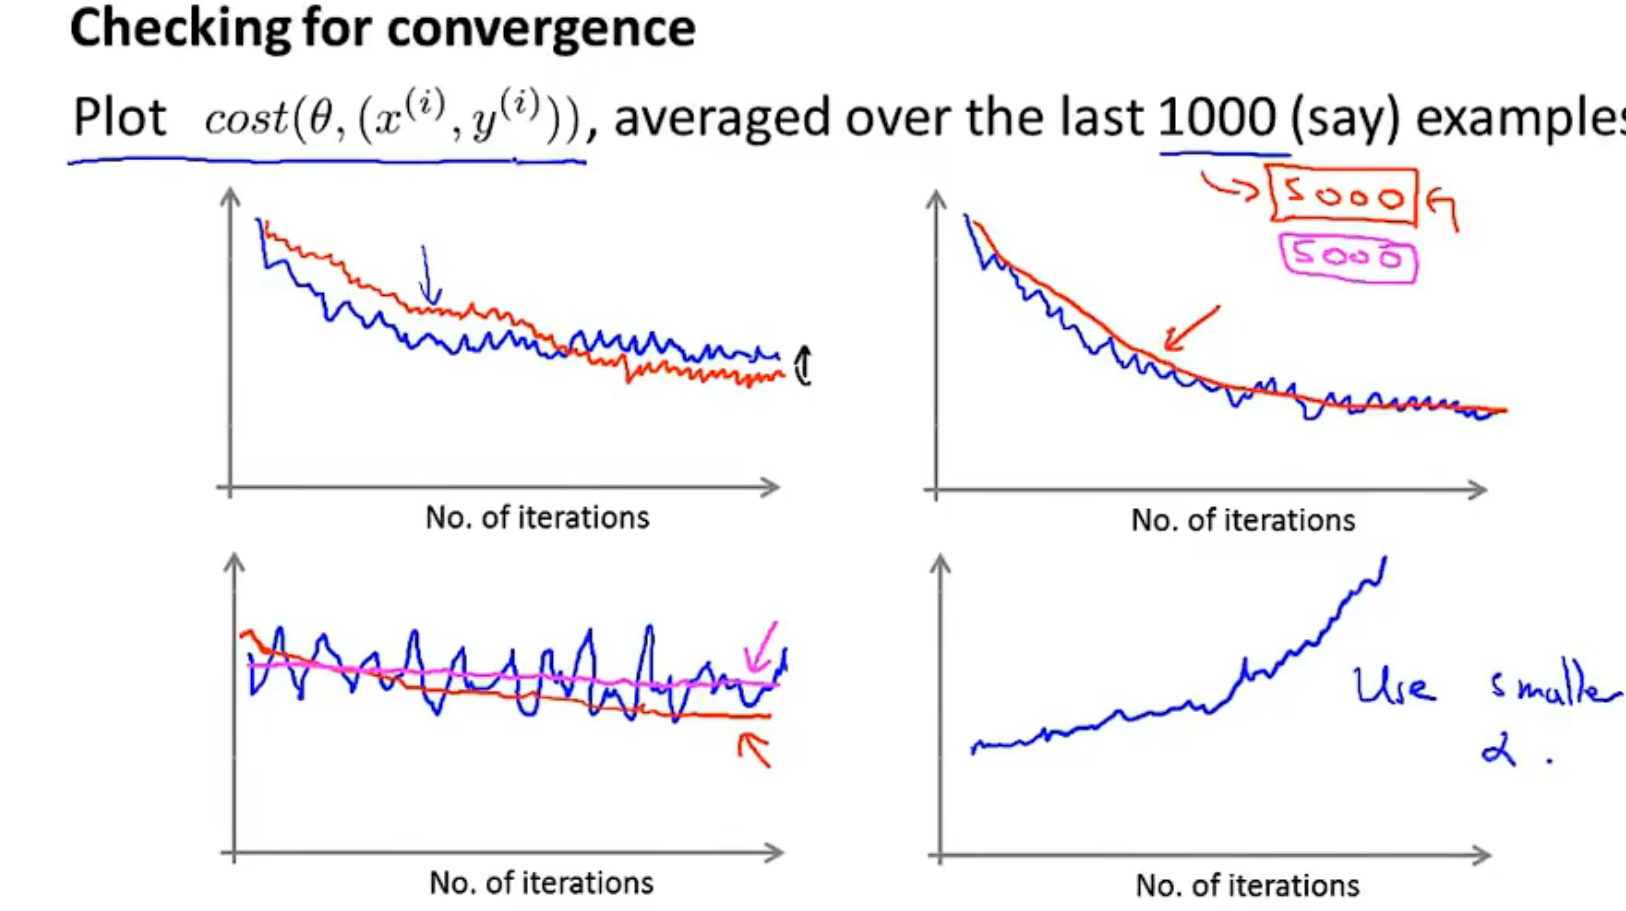 Checking for convergence
Plot cost(θ, (x^(i), y^(i))), averaged over the last 1000 (say) examples
5000
5000
No. of iterations
No. of iterations
Use smaller
α.
No. of iterations
No. of iterations